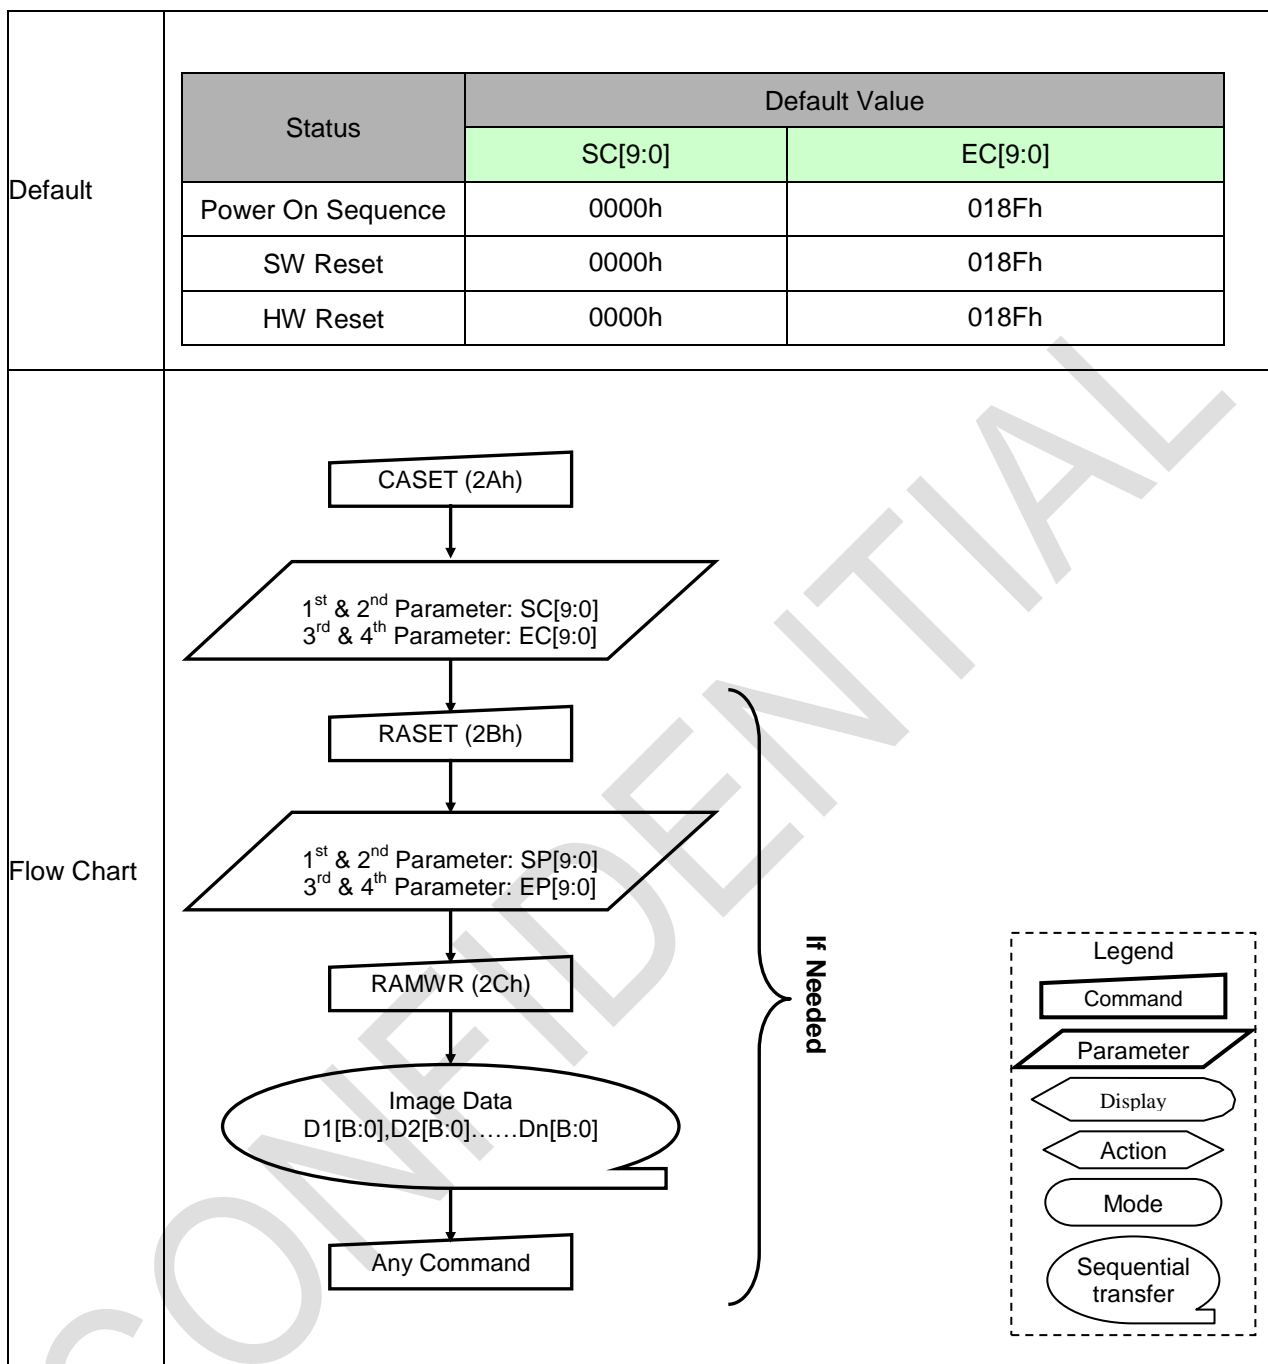 Default
Status
Default Value
SC[9:0]
EC[9:0]
Power On Sequence
0000h
018Fh
SW Reset
0000h
018Fh
HW Reset
0000h
018Fh
Flow Chart
CASET (2Ah)
1st & 2nd Parameter: SC[9:0]
3rd & 4th Parameter: EC[9:0]
RASET (2Bh)
1st & 2nd Parameter: SP[9:0]
3rd & 4th Parameter: EP[9:0]
RAMWR (2Ch)
Image Data
D1[B:0],D2[B:0]……Dn[B:0]
Any Command
If Needed
Legend
Command
Parameter
Display
Action
Mode
Sequential
transfer
CONFIDENTIAL